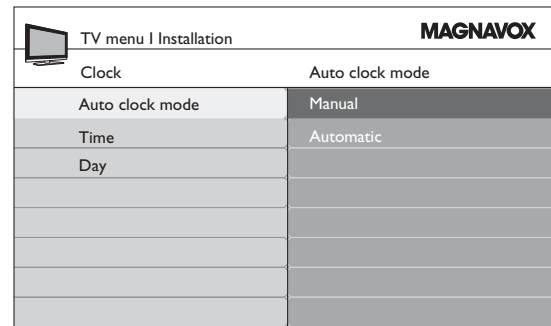 TV menu I Installation
MAGNAVOX
Clock
Auto clock mode
Auto clock mode
Manual
Time
Automatic
Day